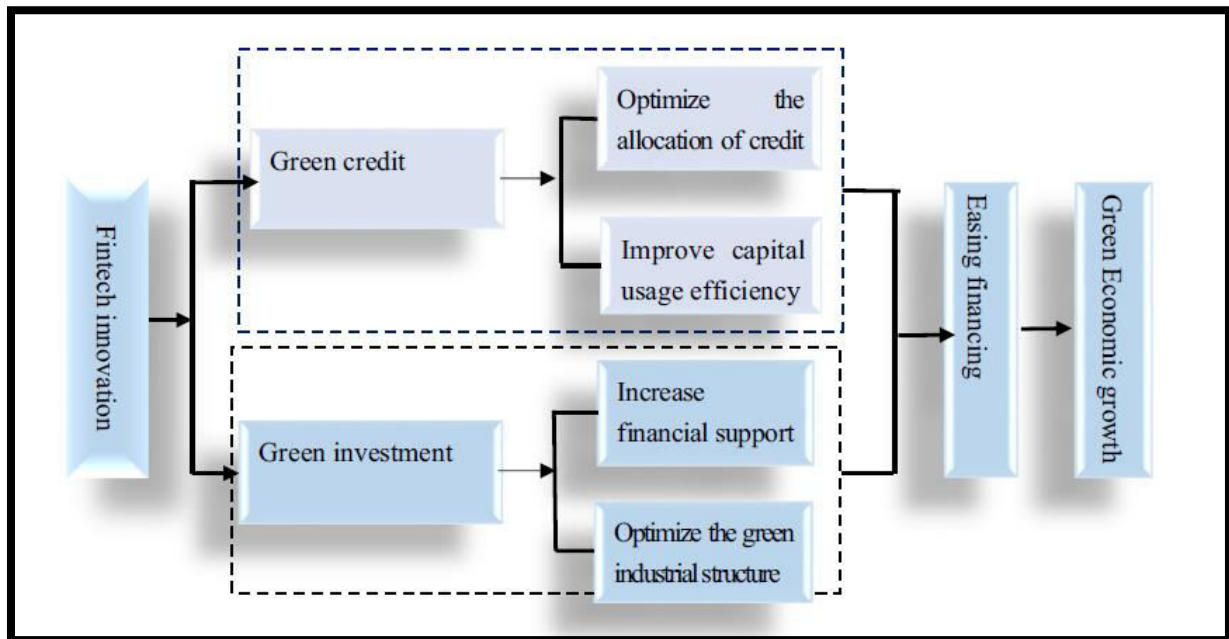 Fintech innovation
Green credit
Optimize the
allocation of credit
Improve capital
usage efficiency
Green investment
Increase
financial support
Optimize the green
industrial structure
Easing financing
Green Economic growth